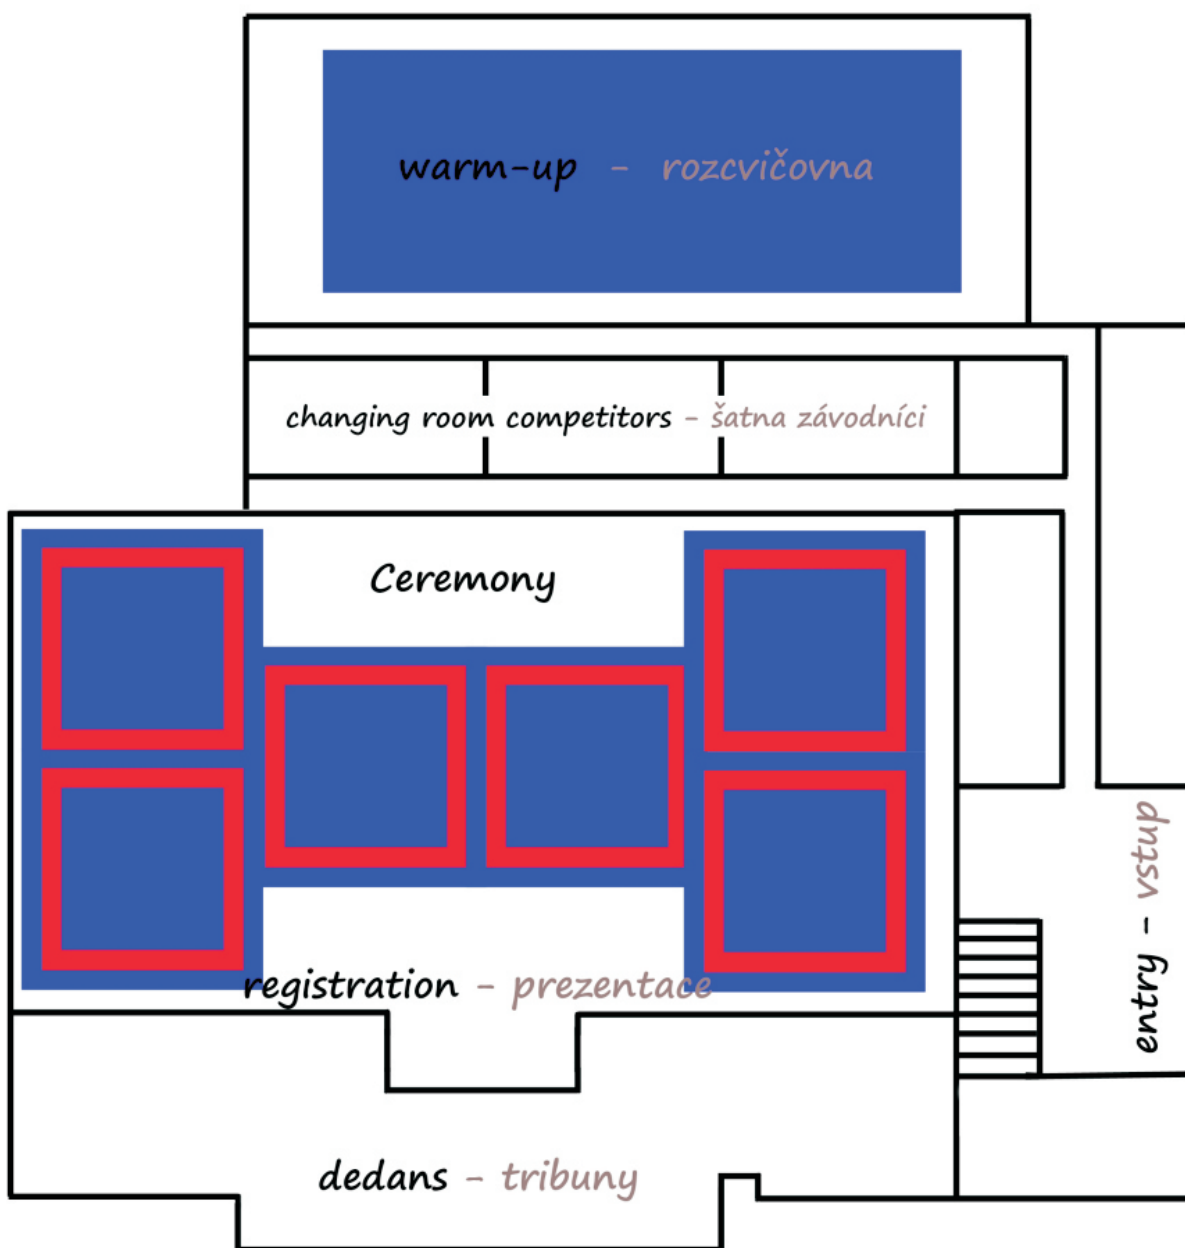 warm-up - rozcvičovna
changing room competitors - šatna závodníci
Ceremony
entry - vstup
registration - prezentace
dedans - tribuny